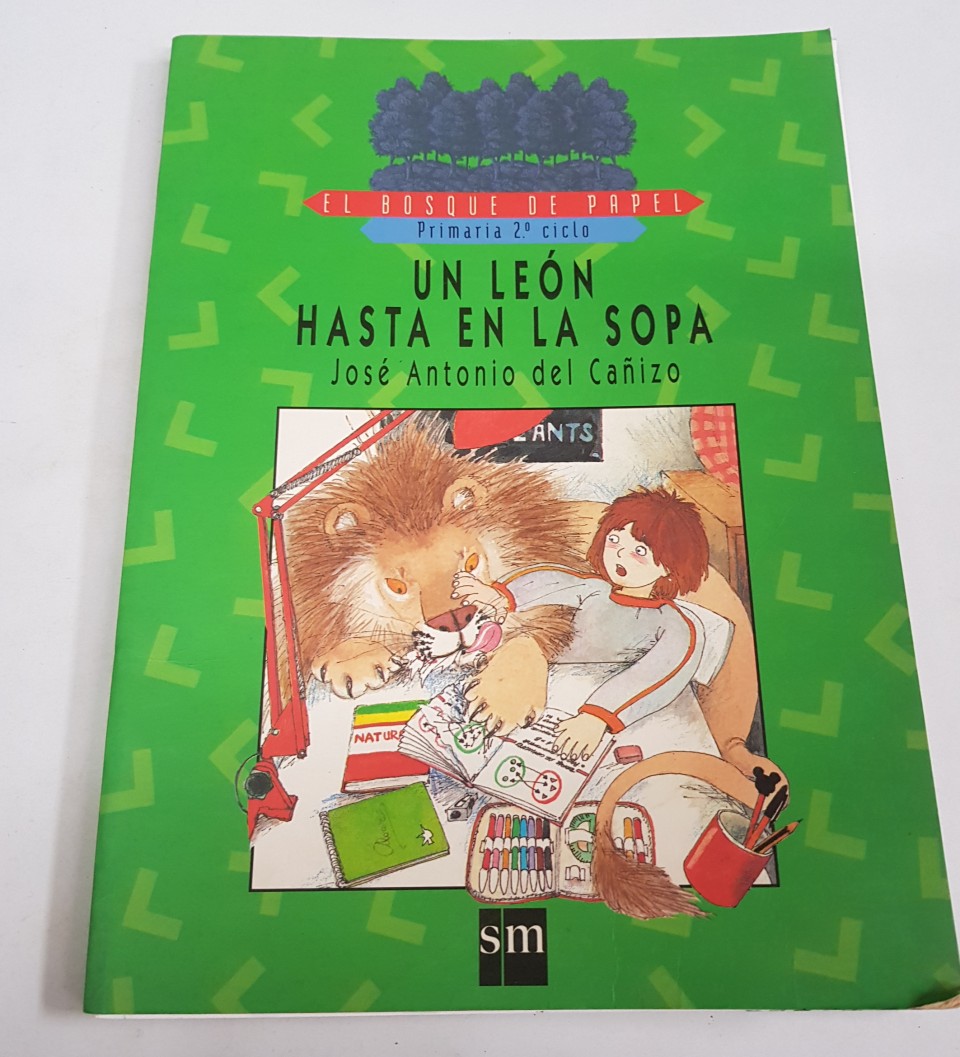 EL BOSQUE DE PAPEL
Primaria 2.º ciclo
UN LEÓN
HASTA EN LA SOPA
José Antonio del Cañizo
ANTS
NATUR
sm